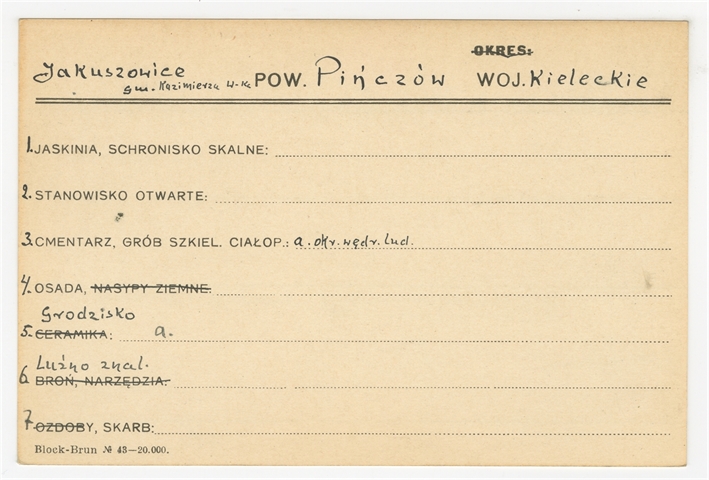 OKRES:
Jakuszowice POW. Pińczów WOJ. Kieleckie
gm. Kazimierza W-ka
1. JASKINIA, SCHRONISKO SKALNE:
2. STANOWISKO OTWARTE:
3. CMENTARZ, GRÓB SZKIEL. CIAŁOP.: a. okr. wędr. lud.
4. OSADA, NASYPY ZIEMNE.
Grodzisko
5. CERAMIKA: a.
Luźno znal.
6. BROŃ, NARZĘDZIA.
7. OZDOBY, SKARB:
Block-Brun № 43—20.000.